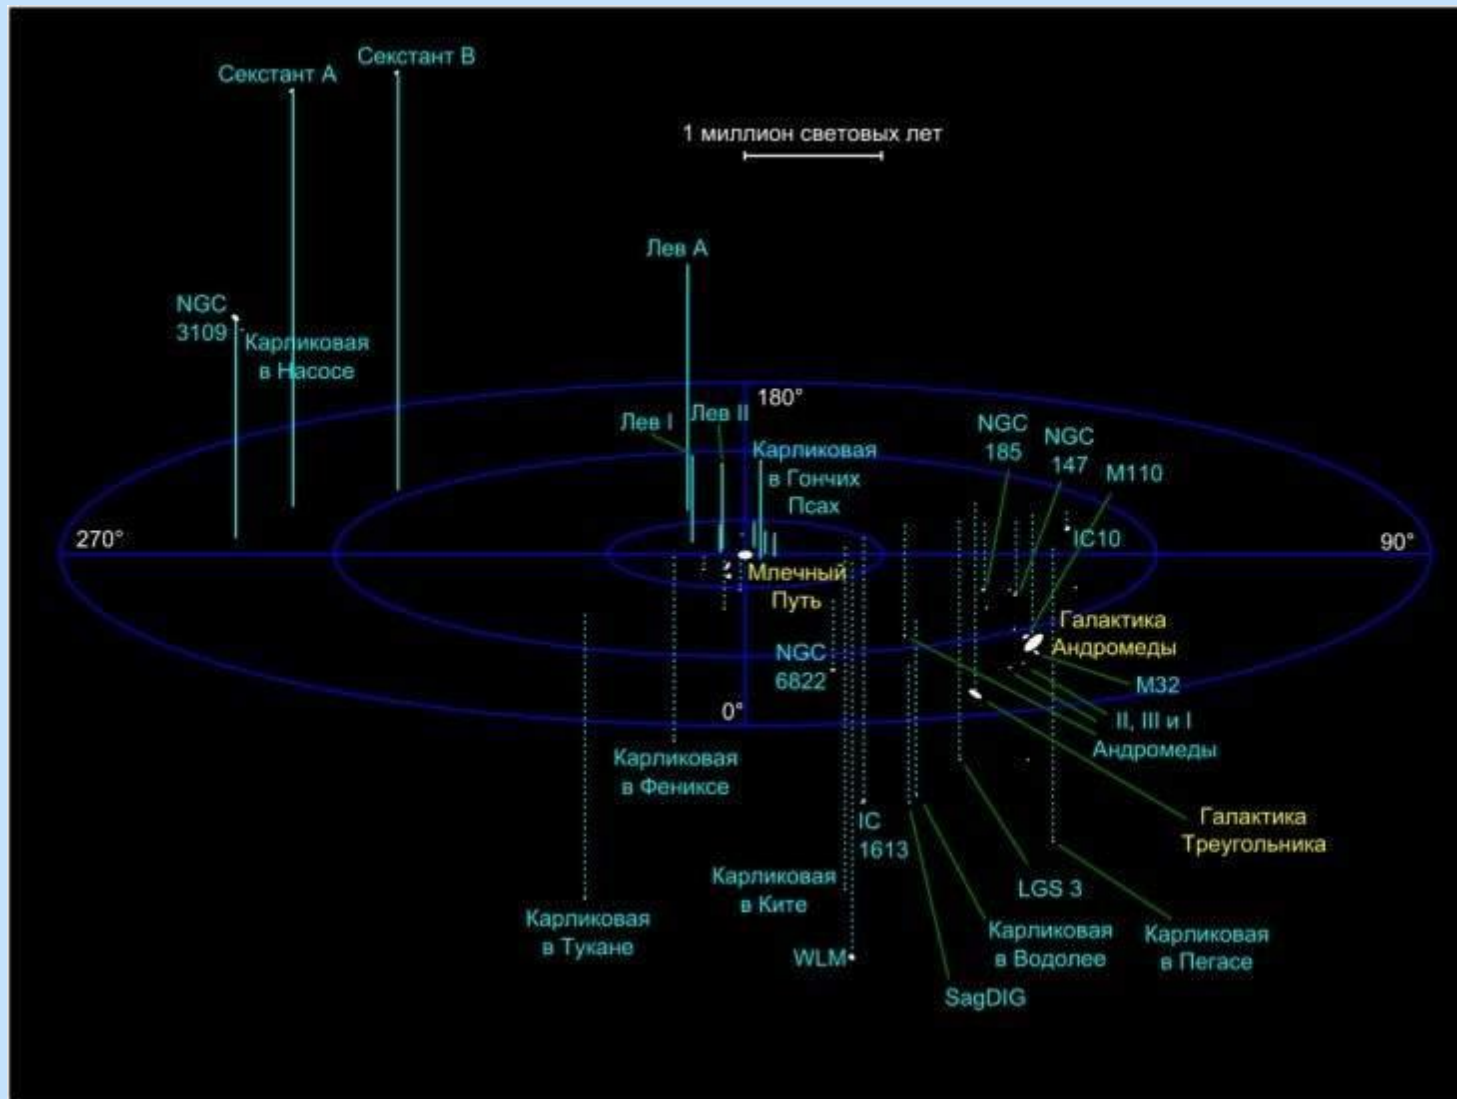 Секстант A
Секстант B
1 миллион световых лет
Лев A
NGC
3109
Карликовая
в Насосе
180°
Лев I
Лев II
Карликовая
в Гончих
Псах
NGC
185
NGC
147
M110
IC10
270°
90°
Млечный
Путь
Галактика
Андромеды
NGC
6822
M32
0°
II, III и I
Андромеды
Карликовая
в Фениксе
Галактика
Треугольника
IC
1613
Карликовая
в Ките
LGS 3
Карликовая
в Тукане
Карликовая
в Водолее
Карликовая
в Пегасе
WLM
SagDIG